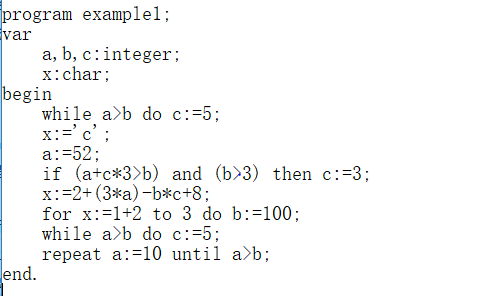 program example1;
var
    a,b,c:integer;
    x:char;
begin
    while a>b do c:=5;
    x:='c';
    a:=52;
    if (a+c*3>b) and (b>3) then c:=3;
    x:=2+(3*a)-b*c+8;
    for x:=1+2 to 3 do b:=100;
    while a>b do c:=5;
    repeat a:=10 until a>b;
end.